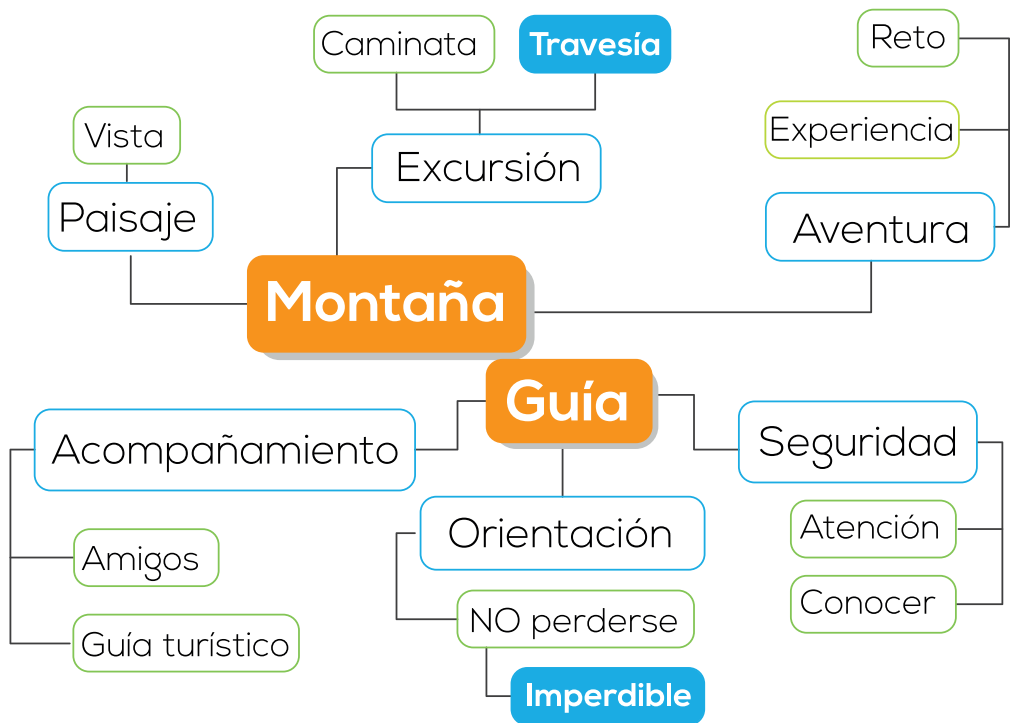 Caminata
Travesía
Reto
Vista
Experiencia
Excursión
Paisaje
Aventura
Montaña
Guía
Acompañamiento
Seguridad
Orientación
Atención
Amigos
Conocer
NO perderse
Guía turístico
Imperdible